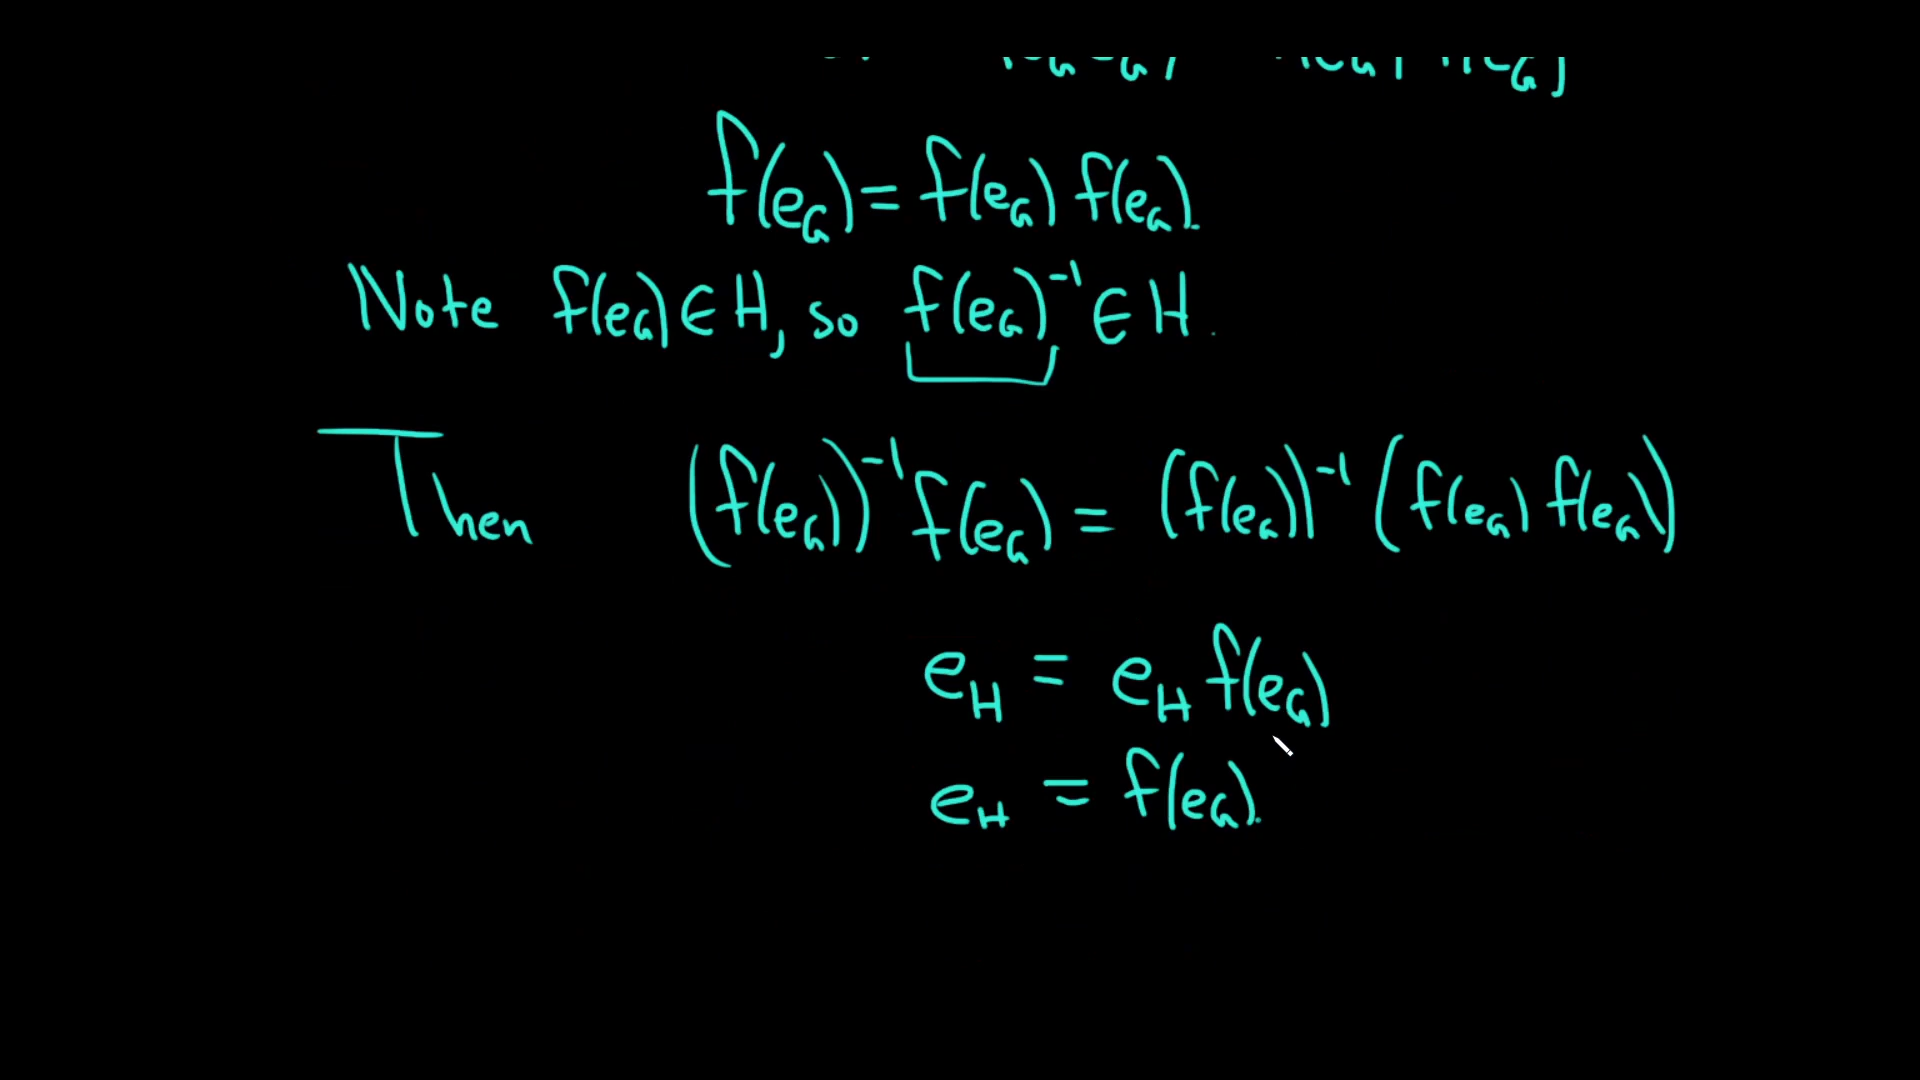 f(e_G) = f(e_G) f(e_G).
Note f(e_G) ∈ H, so f(e_G)^{-1} ∈ H.
Then (f(e_G))^{-1} f(e_G) = (f(e_G))^{-1} (f(e_G) f(e_G))
e_H = e_H f(e_G)
e_H = f(e_G).